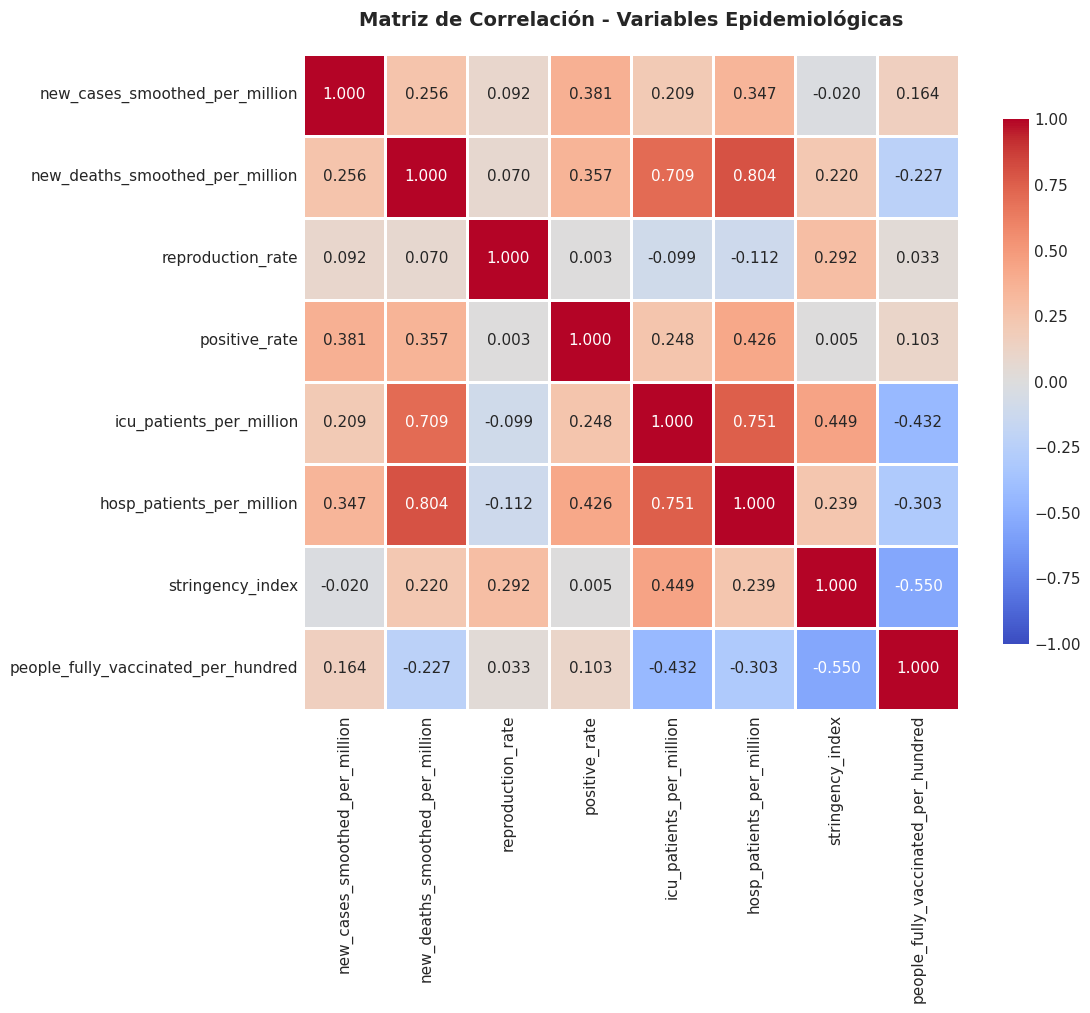 Matriz de Correlación - Variables Epidemiológicas
new_cases_smoothed_per_million 1.000 0.256 0.092 0.381 0.209 0.347 -0.020 0.164
new_deaths_smoothed_per_million 0.256 1.000 0.070 0.357 0.709 0.804 0.220 -0.227
reproduction_rate 0.092 0.070 1.000 0.003 -0.099 -0.112 0.292 0.033
positive_rate 0.381 0.357 0.003 1.000 0.248 0.426 0.005 0.103
icu_patients_per_million 0.209 0.709 -0.099 0.248 1.000 0.751 0.449 -0.432
hosp_patients_per_million 0.347 0.804 -0.112 0.426 0.751 1.000 0.239 -0.303
stringency_index -0.020 0.220 0.292 0.005 0.449 0.239 1.000 -0.550
people_fully_vaccinated_per_hundred 0.164 -0.227 0.033 0.103 -0.432 -0.303 -0.550 1.000
new_cases_smoothed_per_million
new_deaths_smoothed_per_million
reproduction_rate
positive_rate
icu_patients_per_million
hosp_patients_per_million
stringency_index
people_fully_vaccinated_per_hundred
1.00
0.75
0.50
0.25
0.00
−0.25
−0.50
−0.75
−1.00